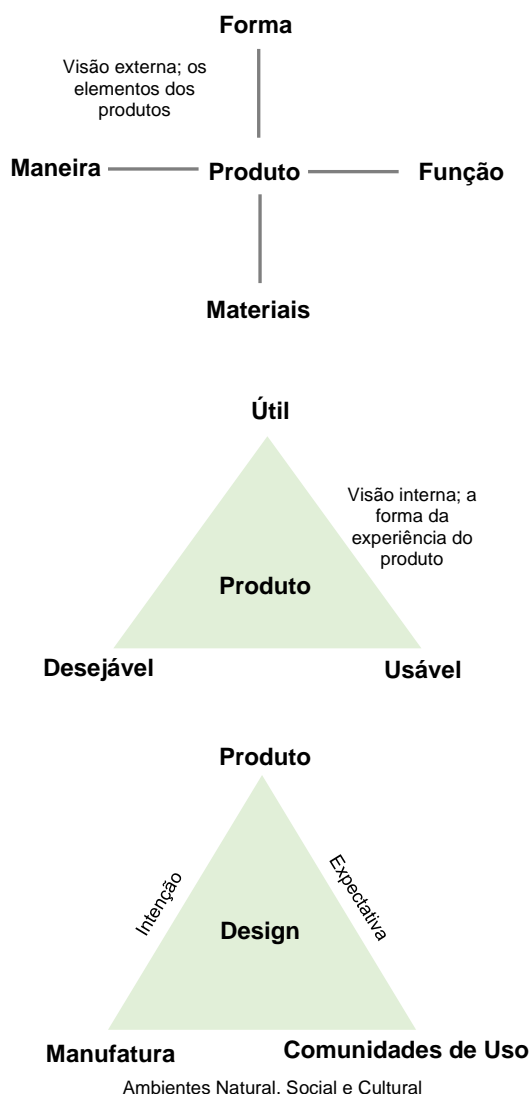 Forma
Visão externa; os
elementos dos
produtos
Maneira Produto Função
Materiais
Útil
Visão interna; a
forma da
experiência do
produto
Produto
Desejável Usável
Produto
Intenção
Expectativa
Design
Manufatura Comunidades de Uso
Ambientes Natural, Social e Cultural